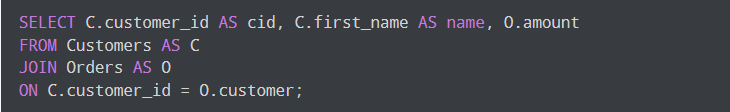 SELECT C.customer_id AS cid, C.first_name AS name, O.amount
FROM Customers AS C
JOIN Orders AS O
ON C.customer_id = O.customer;